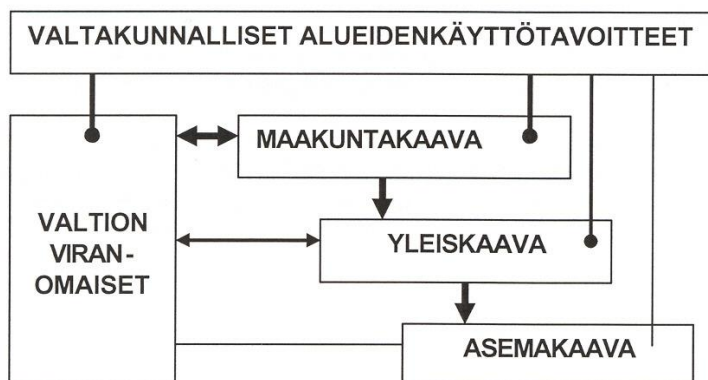 VALTAKUNNALLISET ALUEIDENKÄYTTÖTAVOITTEET
MAAKUNTAKAAVA
VALTION
VIRAN-
OMAISET
YLEISKAAVA
ASEMAKAAVA